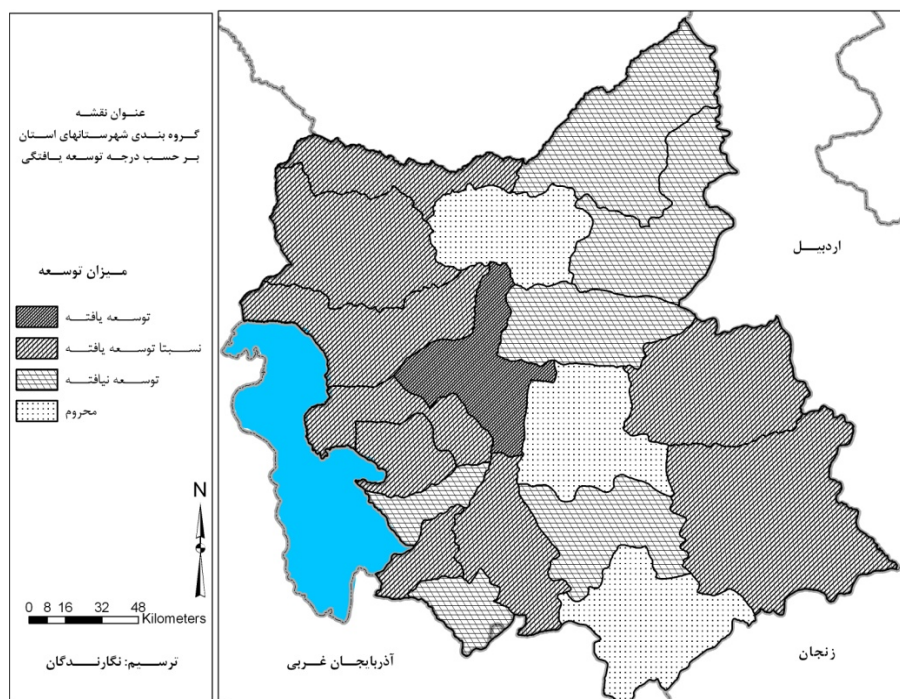 عنوان نقشه
گروه بندی شهرستانهای استان
بر حسب درجه توسعه یافتگی
میزان توسعه
توسعه یافته
نسبتا توسعه یافته
توسعه نیافته
محروم
N
0 8 16 32 48
Kilometers
ترسیم: نگارندگان
اردبیل
آذربایجان غربی
زنجان